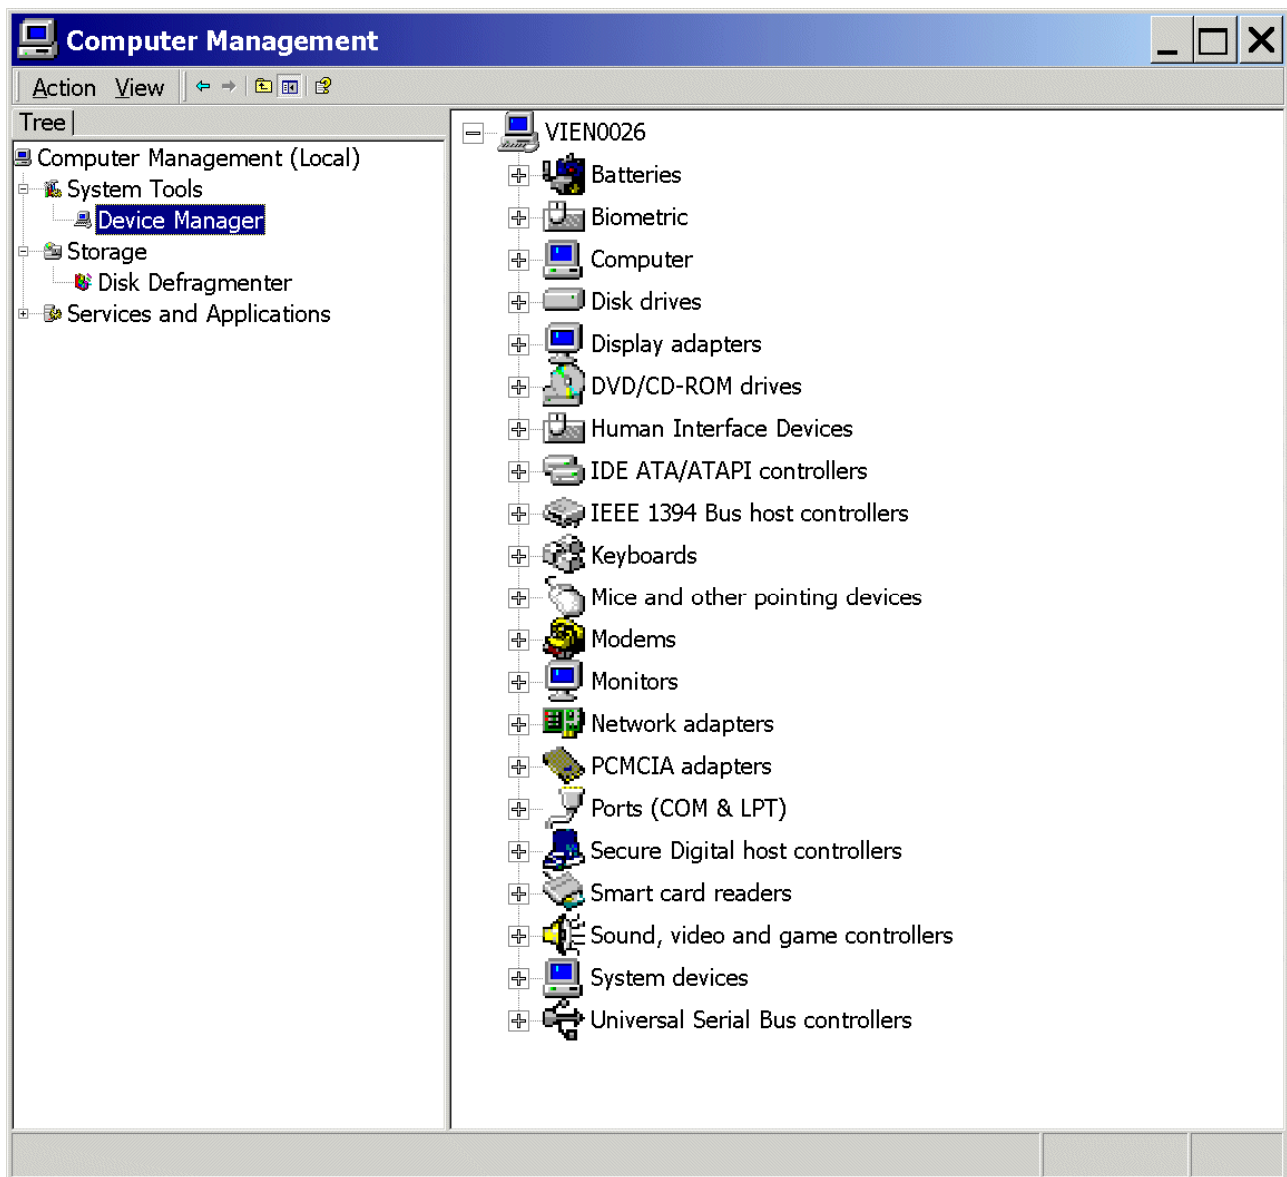 Computer Management
Action View
Tree
Computer Management (Local)
System Tools
Device Manager
Storage
Disk Defragmenter
Services and Applications
VIEN0026
Batteries
Biometric
Computer
Disk drives
Display adapters
DVD/CD-ROM drives
Human Interface Devices
IDE ATA/ATAPI controllers
IEEE 1394 Bus host controllers
Keyboards
Mice and other pointing devices
Modems
Monitors
Network adapters
PCMCIA adapters
Ports (COM & LPT)
Secure Digital host controllers
Smart card readers
Sound, video and game controllers
System devices
Universal Serial Bus controllers